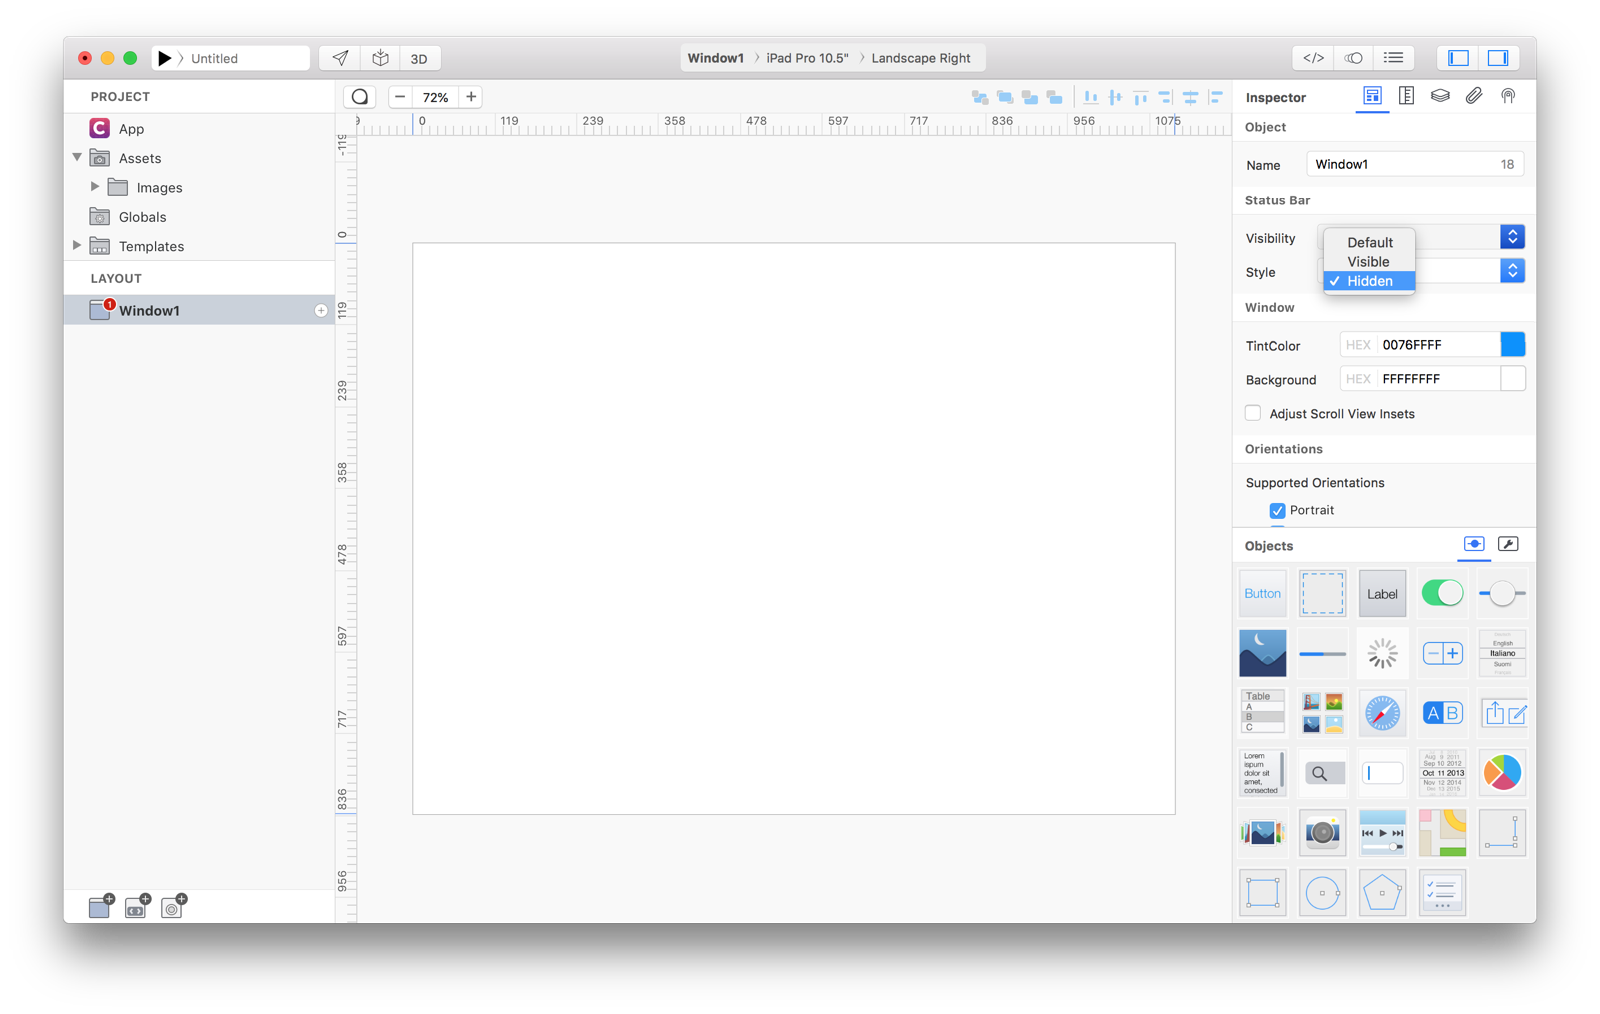 Untitled
3D
Window1 〉 iPad Pro 10.5" 〉 Landscape Right
</>
PROJECT
App
Assets
Images
Globals
Templates
LAYOUT
1 Window1
− 72% +
0 119 239 358 478 597 717 836 956 1075
-119
0
119
239
358
478
597
717
836
956
Inspector
Object
Name Window1 18
Status Bar
Visibility
Default
Visible
Style
✓ Hidden
Window
TintColor HEX 0076FFFF
Background HEX FFFFFFFF
Adjust Scroll View Insets
Orientations
Supported Orientations
Portrait
Objects
Button
Label
English
Italiano
Suomi
Table
A
B
C
A B
Lorem
ispum
dolor sit
amet,
consected
Aug 9 2011
Sep 10 2012
Oct 11 2013
Nov 12 2014
Dec 13 2015